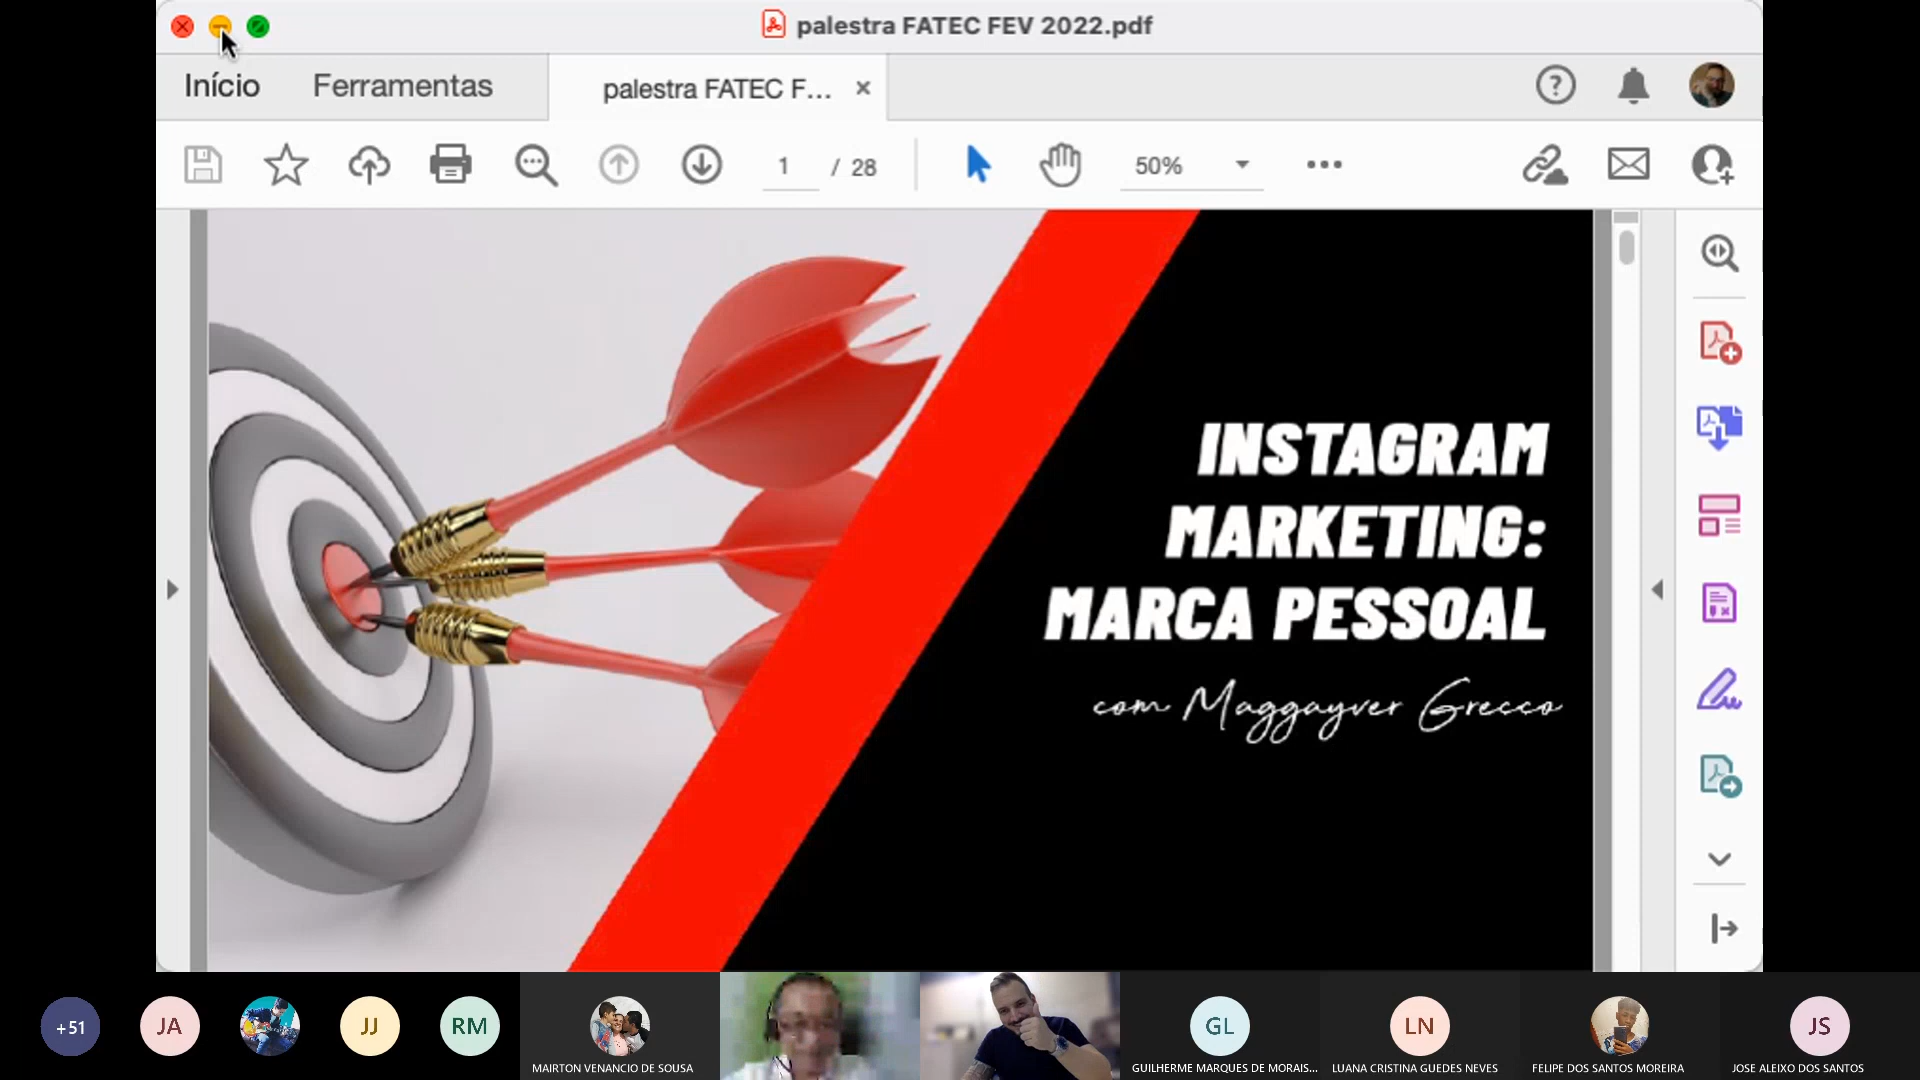 palestra FATEC FEV 2022.pdf
Início
Ferramentas
palestra FATEC F...
1 / 28
50%
INSTAGRAM
MARKETING:
MARCA PESSOAL
com Maggayver Grecco
+51
JA
JJ
RM
GL
LN
JS
MAIRTON VENANCIO DE SOUSA
GUILHERME MARQUES DE MORAIS...
LUANA CRISTINA GUEDES NEVES
FELIPE DOS SANTOS MOREIRA
JOSE ALEIXO DOS SANTOS